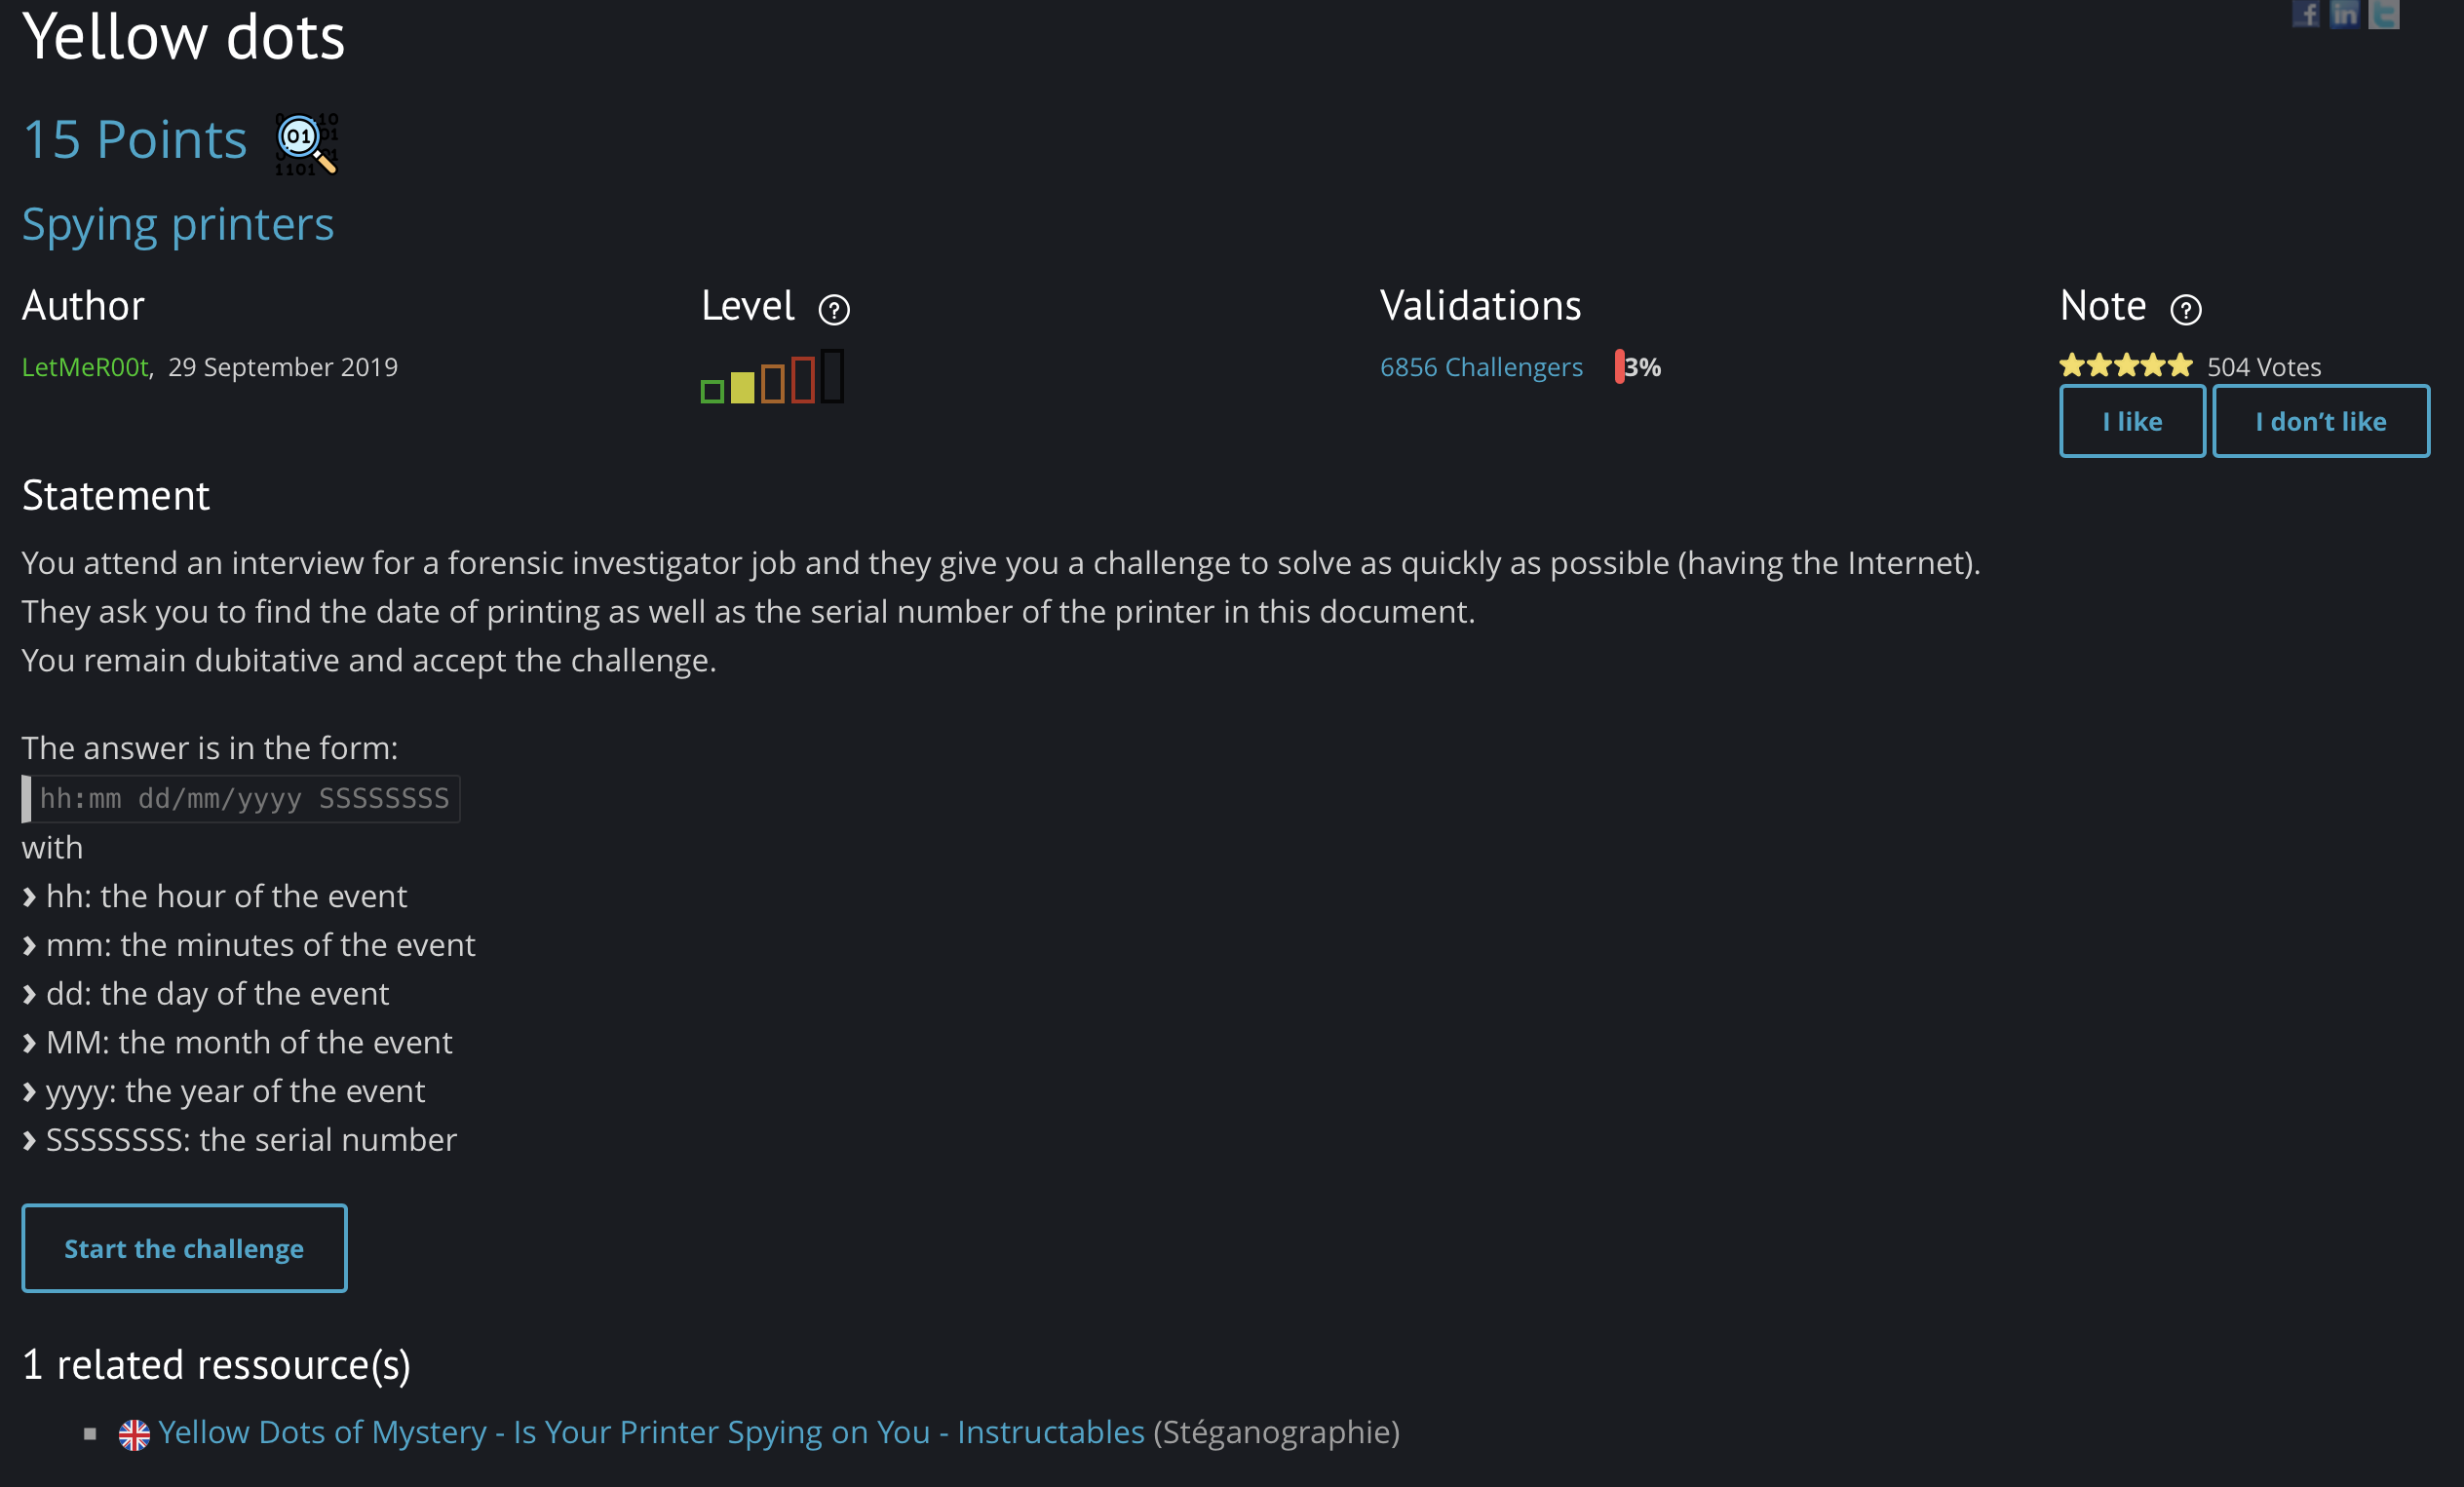 Yellow dots
15 Points
Spying printers
Author
Level ?
Validations
Note ?
LetMeR00t, 29 September 2019
6856 Challengers 3%
504 Votes
I like
I don’t like
Statement
You attend an interview for a forensic investigator job and they give you a challenge to solve as quickly as possible (having the Internet).
They ask you to find the date of printing as well as the serial number of the printer in this document.
You remain dubitative and accept the challenge.
The answer is in the form:
hh:mm dd/mm/yyyy SSSSSSSS
with
› hh: the hour of the event
› mm: the minutes of the event
› dd: the day of the event
› MM: the month of the event
› yyyy: the year of the event
› SSSSSSSS: the serial number
Start the challenge
1 related ressource(s)
Yellow Dots of Mystery - Is Your Printer Spying on You - Instructables (Stéganographie)